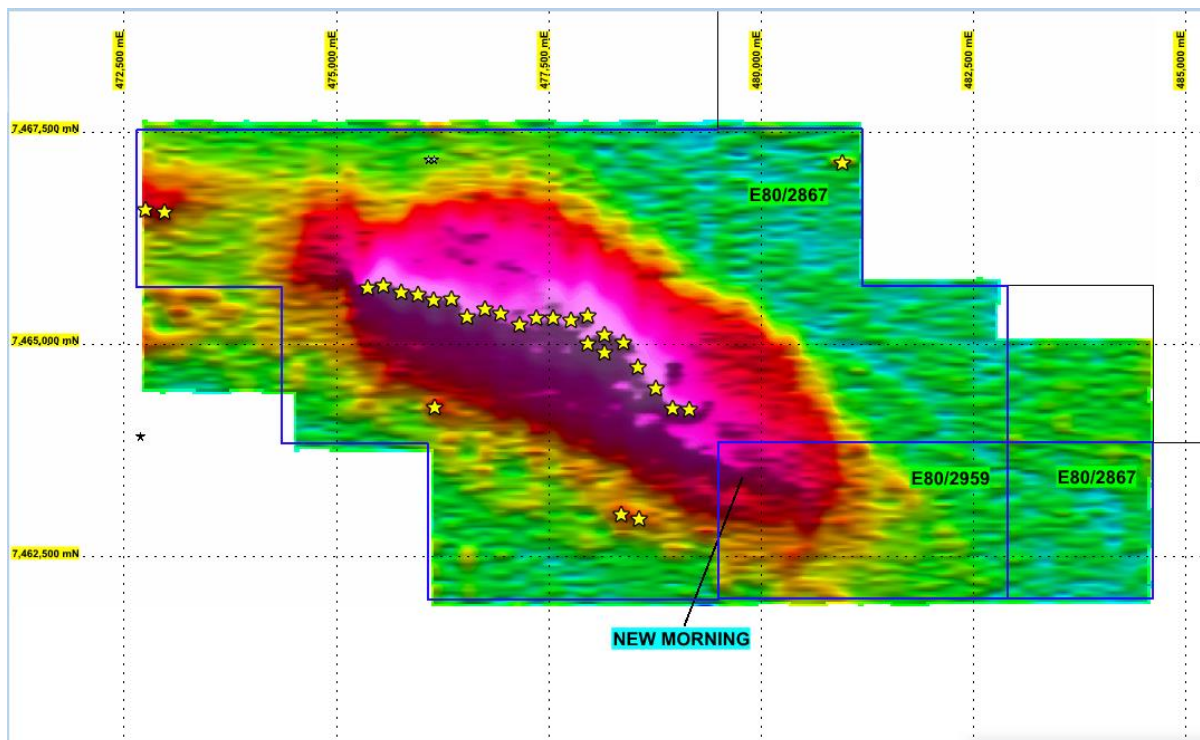 472,500 mE
475,000 mE
477,500 mE
480,000 mE
482,500 mE
485,000 mE
7,467,500 mN
E80/2867
7,465,000 mN
E80/2959
E80/2867
7,462,500 mN
NEW MORNING